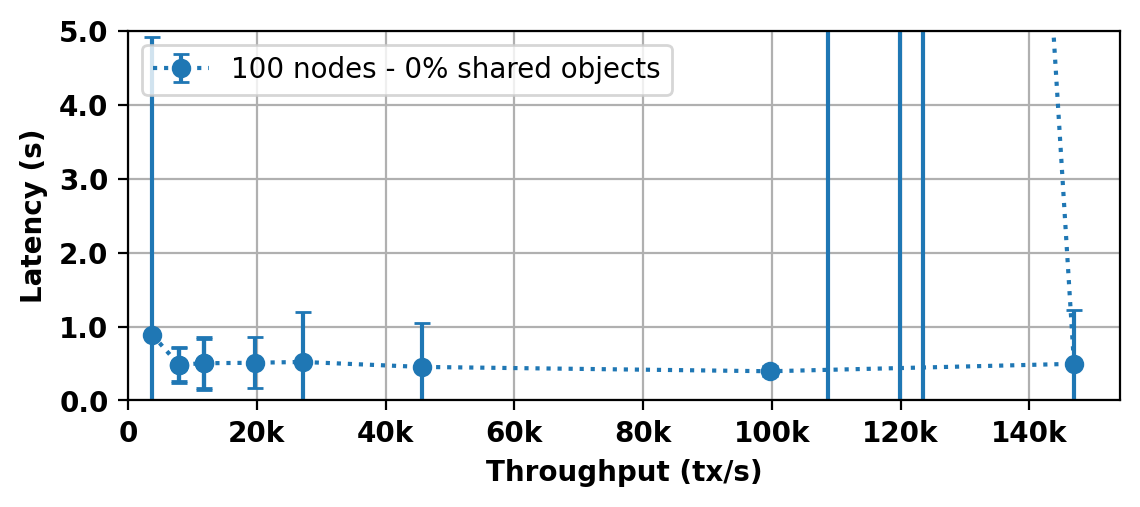 5.0
4.0
3.0
2.0
1.0
0.0
Latency (s)
100 nodes - 0% shared objects
0 20k 40k 60k 80k 100k 120k 140k
Throughput (tx/s)